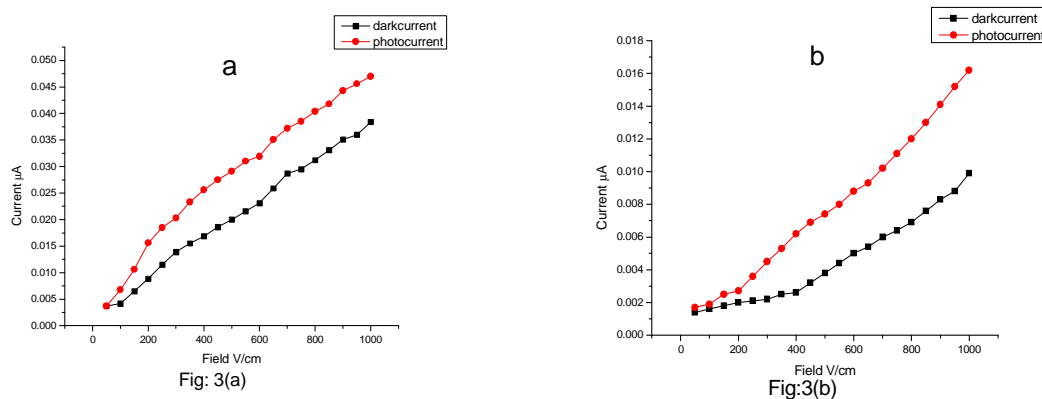 darkcurrent
photocurrent
a
0.050
0.045
0.040
0.035
0.030
0.025
0.020
0.015
0.010
0.005
0.000
Current µA
0
200
400
600
800
1000
Field V/cm
Fig: 3(a)
darkcurrent
photocurrent
b
0.018
0.016
0.014
0.012
0.010
0.008
0.006
0.004
0.002
0.000
Current µA
0
200
400
600
800
1000
Field V/cm
Fig:3(b)